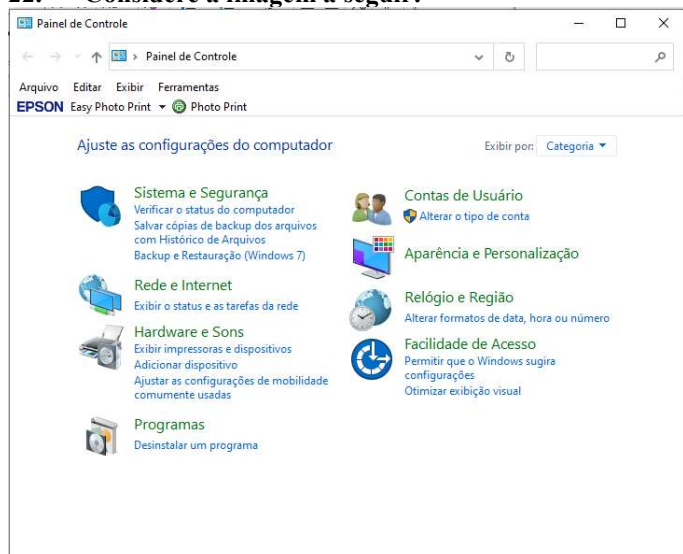 22. Considere a imagem a seguir:
Painel de Controle
Painel de Controle
Arquivo Editar Exibir Ferramentas
EPSON Easy Photo Print Photo Print
Ajuste as configurações do computador
Exibir por: Categoria
Sistema e Segurança
Verificar o status do computador
Salvar cópias de backup dos arquivos
com Histórico de Arquivos
Backup e Restauração (Windows 7)
Rede e Internet
Exibir o status e as tarefas da rede
Hardware e Sons
Exibir impressoras e dispositivos
Adicionar dispositivo
Ajustar as configurações de mobilidade
comumente usadas
Programas
Desinstalar um programa
Contas de Usuário
Alterar o tipo de conta
Aparência e Personalização
Relógio e Região
Alterar formatos de data, hora ou número
Facilidade de Acesso
Permitir que o Windows sugira
configurações
Otimizar exibição visual